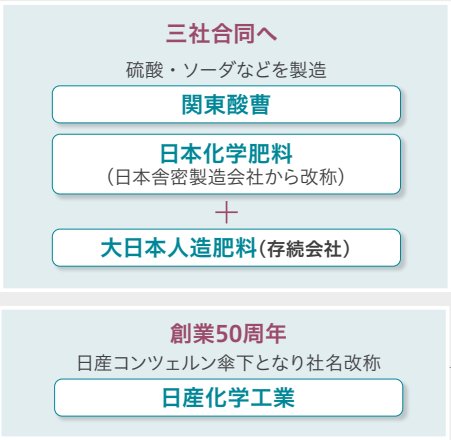 三社合同へ
硫酸・ソーダなどを製造
関東酸曹
日本化学肥料
（日本舎密製造会社から改称）
＋
大日本人造肥料（存続会社）
創業50周年
日産コンツェルン傘下となり社名改称
日産化学工業